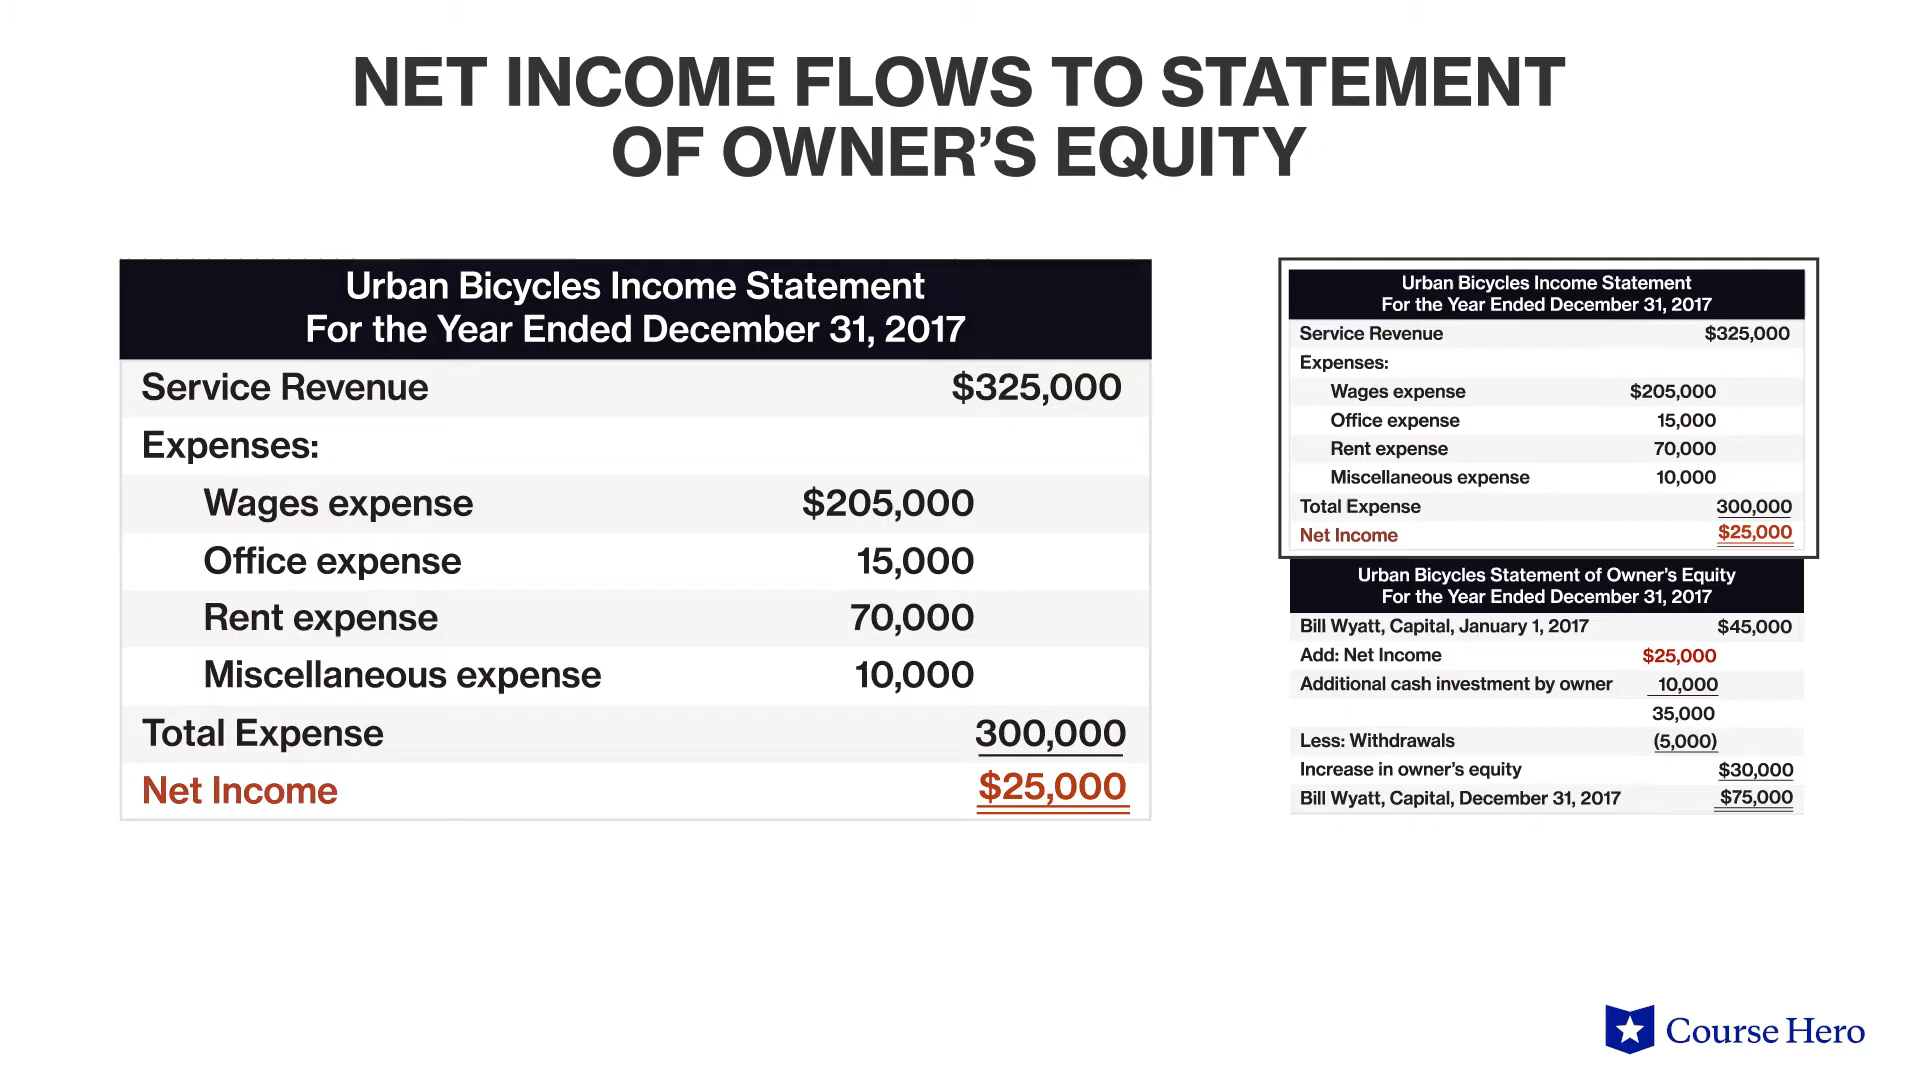 NET INCOME FLOWS TO STATEMENT
OF OWNER’S EQUITY
Urban Bicycles Income Statement
For the Year Ended December 31, 2017
Service Revenue $325,000
Expenses:
Wages expense $205,000
Office expense 15,000
Rent expense 70,000
Miscellaneous expense 10,000
Total Expense 300,000
Net Income $25,000
Urban Bicycles Income Statement
For the Year Ended December 31, 2017
Service Revenue $325,000
Expenses:
Wages expense $205,000
Office expense 15,000
Rent expense 70,000
Miscellaneous expense 10,000
Total Expense 300,000
Net Income $25,000
Urban Bicycles Statement of Owner’s Equity
For the Year Ended December 31, 2017
Bill Wyatt, Capital, January 1, 2017 $45,000
Add: Net Income $25,000
Additional cash investment by owner 10,000
35,000
Less: Withdrawals (5,000)
Increase in owner’s equity $30,000
Bill Wyatt, Capital, December 31, 2017 $75,000
Course Hero